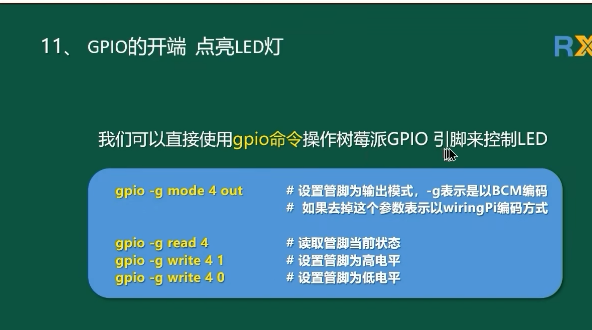 11、 GPIO的开端 点亮LED灯
RX
我们可以直接使用gpio命令操作树莓派GPIO 引脚来控制LED
gpio -g mode 4 out # 设置管脚为输出模式，-g表示是以BCM编码
# 如果去掉这个参数表示以wiringPi编码方式
gpio -g read 4 # 读取管脚当前状态
gpio -g write 4 1 # 设置管脚为高电平
gpio -g write 4 0 # 设置管脚为低电平